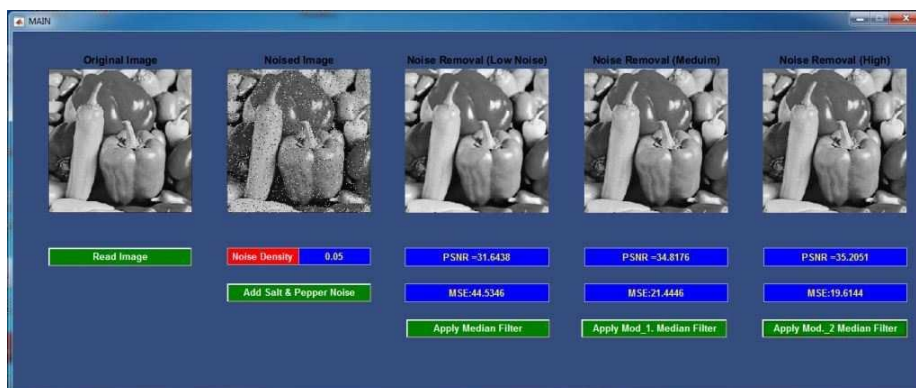 MAIN
Original Image
Noised Image
Noise Removal (Low Noise)
Noise Removal (Meduim)
Noise Removal (High)
Read Image
Noise Density
0.05
PSNR =31.6438
PSNR =34.8176
PSNR =35.2051
Add Salt & Pepper Noise
MSE:44.5346
MSE:21.4446
MSE:19.6144
Apply Median Filter
Apply Mod_1. Median Filter
Apply Mod._2 Median Filter